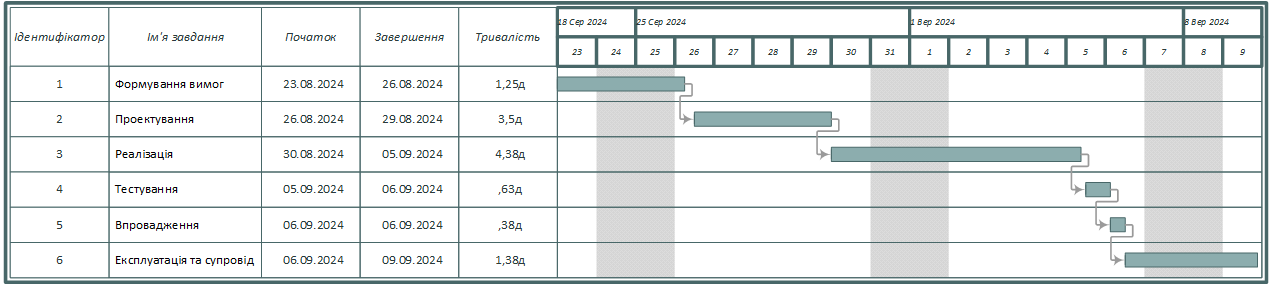 Ідентифікатор Ім'я завдання Початок Завершення Тривалість
18 Сер 2024 25 Сер 2024 1 Вер 2024 8 Вер 2024
23 24 25 26 27 28 29 30 31 1 2 3 4 5 6 7 8 9
1 Формування вимог 23.08.2024 26.08.2024 1,25д
2 Проектування 26.08.2024 29.08.2024 3,5д
3 Реалізація 30.08.2024 05.09.2024 4,38д
4 Тестування 05.09.2024 06.09.2024 ,63д
5 Впровадження 06.09.2024 06.09.2024 ,38д
6 Експлуатація та супровід 06.09.2024 09.09.2024 1,38д